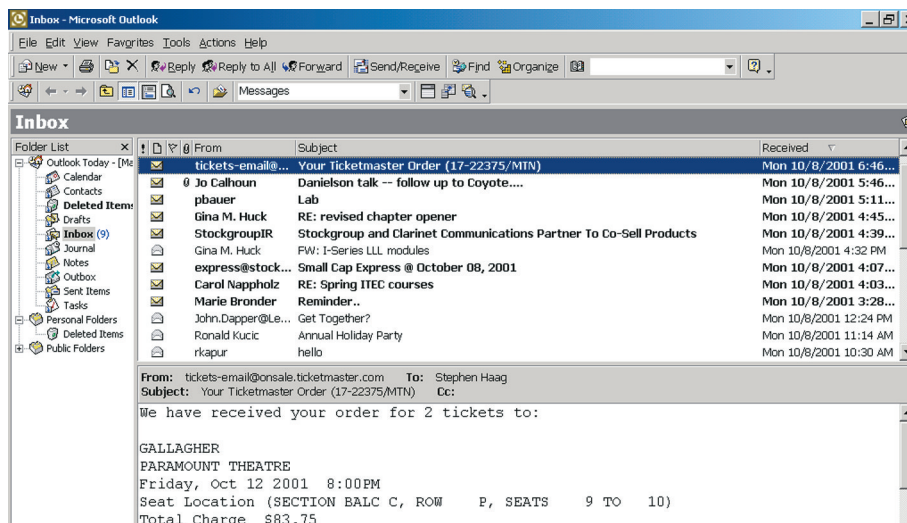 Inbox - Microsoft Outlook
File Edit View Favorites Tools Actions Help
New Reply Reply to All Forward Send/Receive Find Organize
Messages
Inbox
Folder List × ! From Subject Received
Outlook Today - [Ma
Calendar
Contacts
Deleted Items
Drafts
Inbox (9)
Journal
Notes
Outbox
Sent Items
Tasks
Personal Folders
Deleted Items
Public Folders
tickets-email@... Your Ticketmaster Order (17-22375/MTN) Mon 10/8/2001 6:46...
Jo Calhoun Danielson talk -- follow up to Coyote.... Mon 10/8/2001 5:46...
pbauer Lab Mon 10/8/2001 5:11...
Gina M. Huck RE: revised chapter opener Mon 10/8/2001 4:45...
StockgroupIR Stockgroup and Clarinet Communications Partner To Co-Sell Products Mon 10/8/2001 4:39...
Gina M. Huck FW: I-Series LLL modules Mon 10/8/2001 4:32 PM
express@stock... Small Cap Express @ October 08, 2001 Mon 10/8/2001 4:07...
Carol Nappholz RE: Spring ITEC courses Mon 10/8/2001 4:03...
Marie Bronder Reminder.. Mon 10/8/2001 3:28...
John.Dapper@Le... Get Together? Mon 10/8/2001 12:24 PM
Ronald Kucic Annual Holiday Party Mon 10/8/2001 11:14 AM
rkapur hello Mon 10/8/2001 10:30 AM
From: tickets-email@onsale.ticketmaster.com To: Stephen Haag
Subject: Your Ticketmaster Order (17-22375/MTN) Cc:
We have received your order for 2 tickets to:
GALLAGHER
PARAMOUNT THEATRE
Friday, Oct 12 2001 8:00PM
Seat Location (SECTION BALC C, ROW P, SEATS 9 TO 10)
Total Charge $83.75